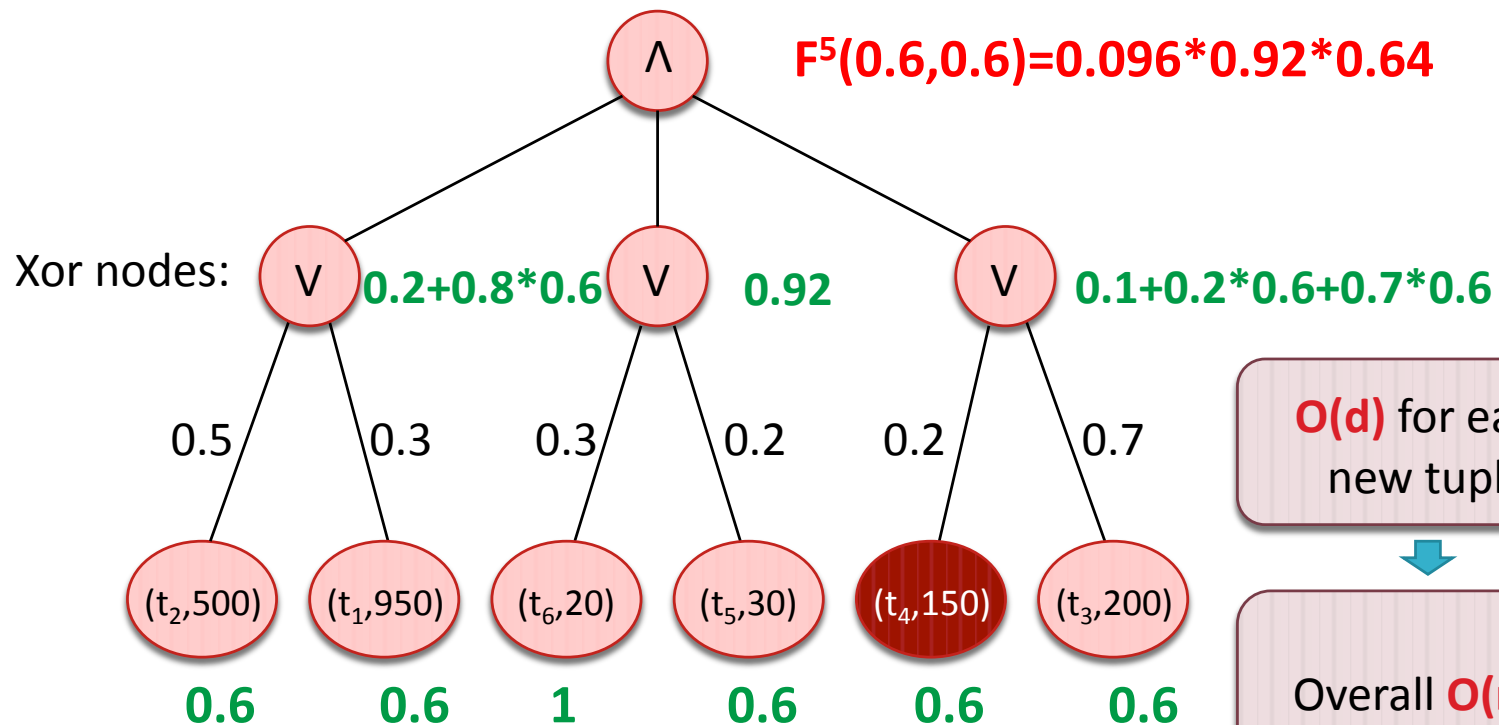 Λ
F⁵(0.6,0.6)=0.096*0.92*0.64
Xor nodes:
V
0.2+0.8*0.6
V
0.92
V
0.1+0.2*0.6+0.7*0.6
0.5
0.3
0.3
0.2
0.2
0.7
O(d) for
new
(t₂,500)
(t₁,950)
(t₆,20)
(t₅,30)
(t₄,150)
(t₃,200)
0.6
0.6
1
0.6
0.6
0.6
Overall